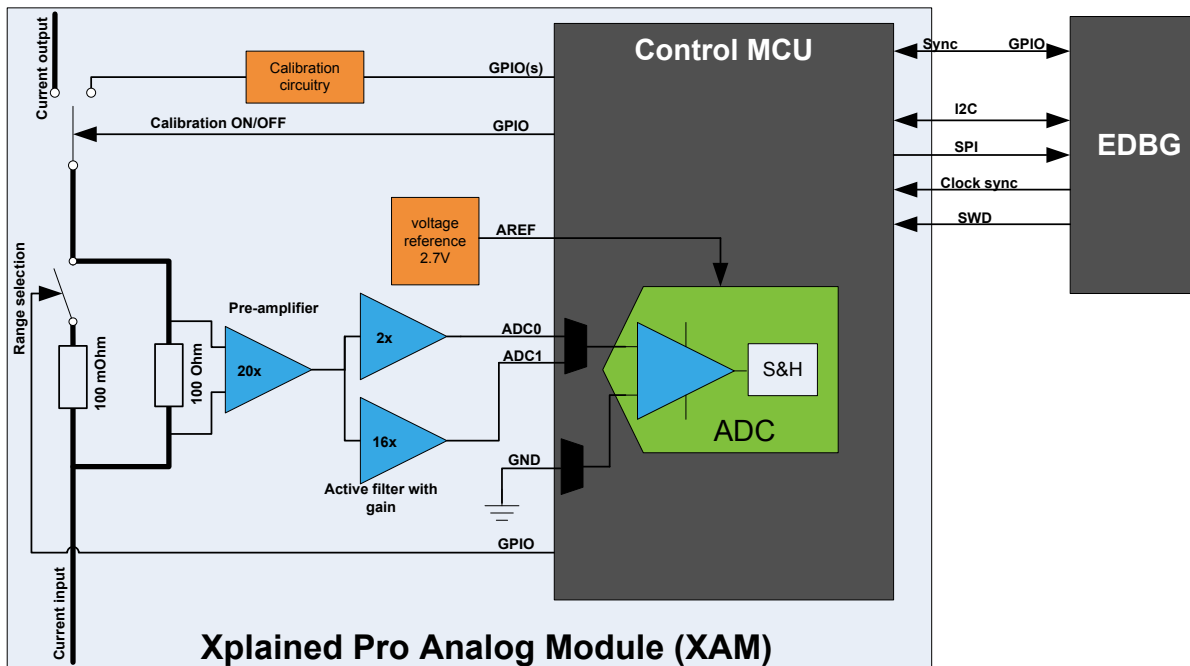 Current output
Calibration
circuitry
GPIO(s)
Control MCU
Sync
GPIO
Calibration ON/OFF
GPIO
I2C
SPI
EDBG
Clock sync
SWD
voltage
reference
2.7V
AREF
Range selection
Pre-amplifier
100 mOhm
100 Ohm
20x
2x
16x
ADC0
ADC1
S&H
ADC
GND
Active filter with
gain
GPIO
Current input
Xplained Pro Analog Module (XAM)